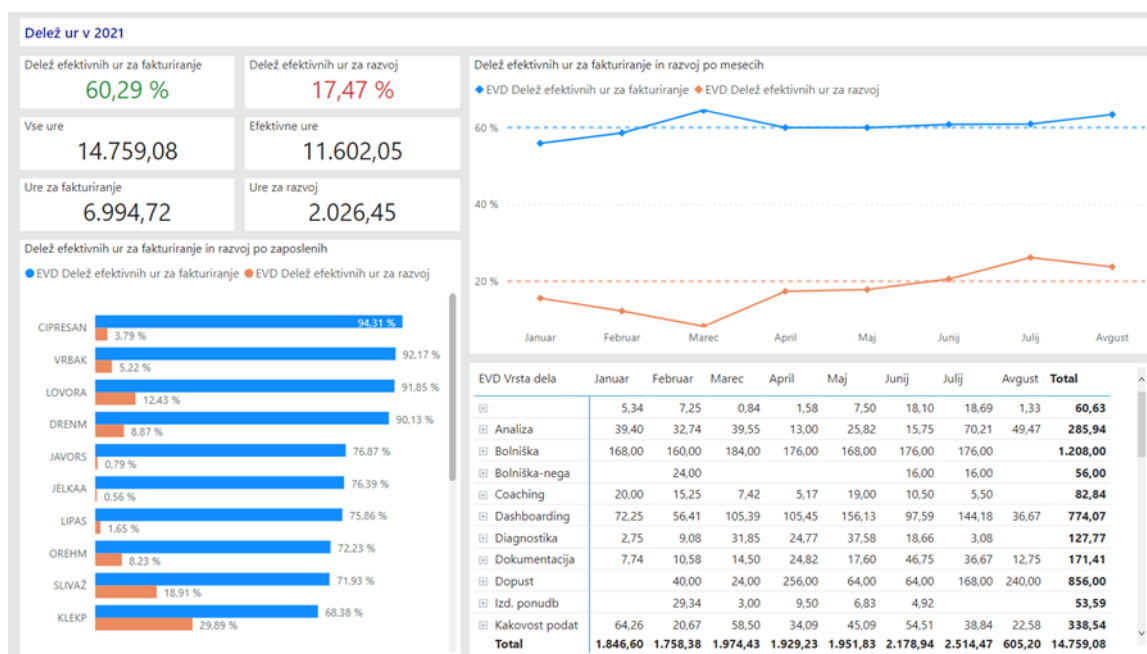 Delež ur v 2021
Delež efektivnih ur za fakturiranje
60,29 %
Delež efektivnih ur za razvoj
17,47 %
Vse ure
14.759,08
Efektivne ure
11.602,05
Ure za fakturiranje
6.994,72
Ure za razvoj
2.026,45
Delež efektivnih ur za fakturiranje in razvoj po zaposlenih
EVD Delež efektivnih ur za fakturiranje EVD Delež efektivnih ur za razvoj
CIPRESAN 94,31 %
3,79 %
VRBAK 92,17 %
5,22 %
LOVORA 91,85 %
12,43 %
DRENM 90,13 %
8,87 %
JAVORS 76,87 %
0,79 %
JELKAA 76,39 %
0,56 %
LIPAS 75,86 %
1,65 %
OREHM 72,23 %
8,23 %
SLIVAŽ 71,93 %
18,91 %
KLEKP 68,38 %
29,89 %
Delež efektivnih ur za fakturiranje in razvoj po mesecih
EVD Delež efektivnih ur za fakturiranje EVD Delež efektivnih ur za razvoj
60 %
40 %
20 %
Januar Februar Marec April Maj Junij Julij Avgust
EVD Vrsta dela Januar Februar Marec April Maj Junij Julij Avgust Total
5,34 7,25 0,84 1,58 7,50 18,10 18,69 1,33 60,63
Analiza 39,40 32,74 39,55 13,00 25,82 15,75 70,21 49,47 285,94
Bolniška 168,00 160,00 184,00 176,00 168,00 176,00 176,00 1.208,00
Bolniška-nega 24,00 16,00 16,00 56,00
Coaching 20,00 15,25 7,42 5,17 19,00 10,50 5,50 82,84
Dashboarding 72,25 56,41 105,39 105,45 156,13 97,59 144,18 36,67 774,07
Diagnostika 2,75 9,08 31,85 24,77 37,58 18,66 3,08 127,77
Dokumentacija 7,74 10,58 14,50 24,82 17,60 46,75 36,67 12,75 171,41
Dopust 40,00 24,00 256,00 64,00 64,00 168,00 240,00 856,00
Izd. ponudb 29,34 3,00 9,50 6,83 4,92 53,59
Kakovost podat 64,26 20,67 58,50 34,09 45,09 54,51 38,84 22,58 338,54
Total 1.846,60 1.758,38 1.974,43 1.929,23 1.951,83 2.178,94 2.514,47 605,20 14.759,08